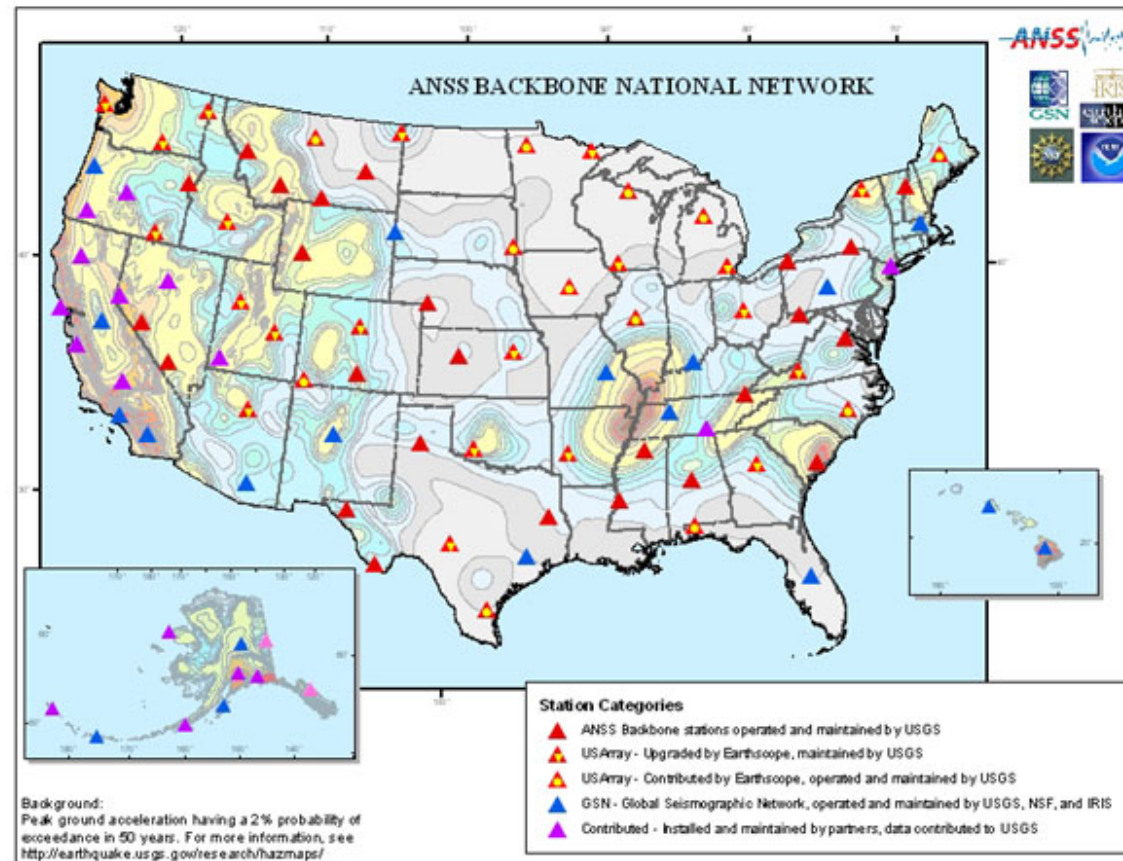 ANSS
ANSS BACKBONE NATIONAL NETWORK
GSN
IRIS
Station Categories
ANSS Backbone stations operated and maintained by USGS
USArray - Upgraded by Earthscope, maintained by USGS
USArray - Contributed by Earthscope, operated and maintained by USGS
GSN - Global Seismographic Network, operated and maintained by USGS, NSF, and IRIS
Contributed - Installed and maintained by partners, data contributed to USGS
Background:
Peak ground acceleration having a 2% probability of
exceedance in 50 years. For more information, see
http://earthquake.usgs.gov/research/hazmaps/